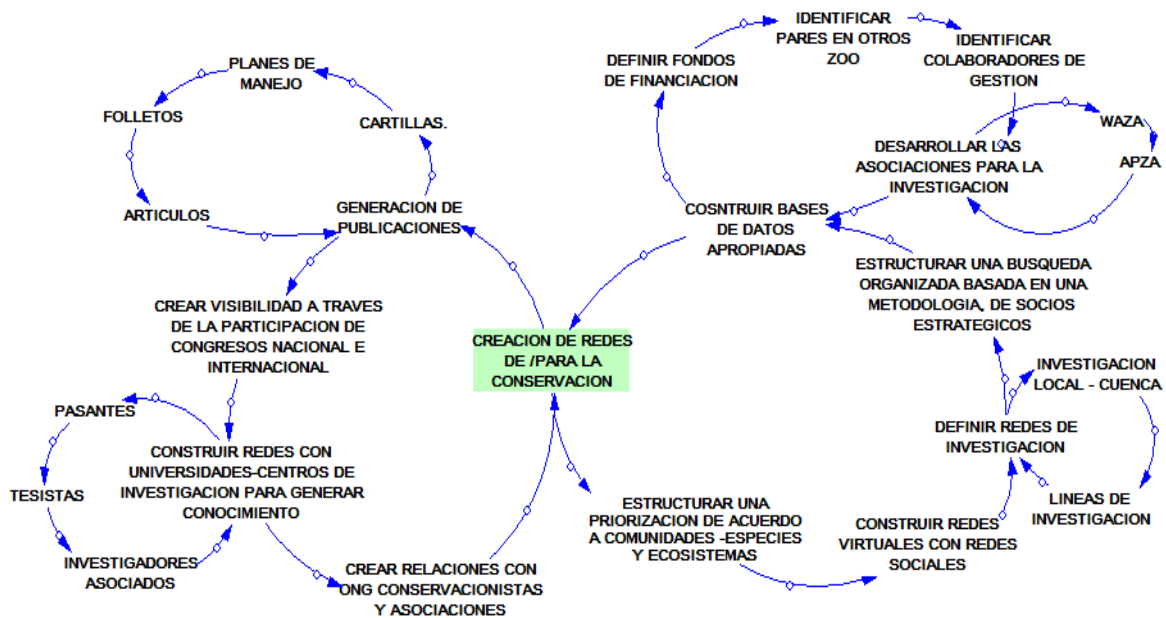 IDENTIFICAR
PARES EN OTROS
ZOO
DEFINIR FONDOS
DE FINANCIACION
IDENTIFICAR
COLABORADORES DE
GESTION
PLANES DE
MANEJO
FOLLETOS
CARTILLAS.
WAZA
APZA
DESARROLLAR LAS
ASOCIACIONES PARA LA
INVESTIGACION
ARTICULOS
GENERACION DE
PUBLICACIONES
COSNTRUIR BASES
DE DATOS
APROPIADAS
ESTRUCTURAR UNA BUSQUEDA
ORGANIZADA BASADA EN UNA
METODOLOGIA, DE SOCIOS
ESTRATEGICOS
CREAR VISIBILIDAD A TRAVES
DE LA PARTICIPACION DE
CONGRESOS NACIONAL E
INTERNACIONAL
CREACION DE REDES
DE /PARA LA
CONSERVACION
INVESTIGACION
LOCAL - CUENCA
PASANTES
DEFINIR REDES DE
INVESTIGACION
CONSTRUIR REDES CON
UNIVERSIDADES-CENTROS DE
INVESTIGACION PARA GENERAR
CONOCIMIENTO
TESISTAS
LINEAS DE
INVESTIGACION
ESTRUCTURAR UNA
PRIORIZACION DE ACUERDO
A COMUNIDADES -ESPECIES
Y ECOSISTEMAS
CONSTRUIR REDES
VIRTUALES CON REDES
SOCIALES
INVESTIGADORES
ASOCIADOS
CREAR RELACIONES CON
ONG CONSERVACIONISTAS
Y ASOCIACIONES